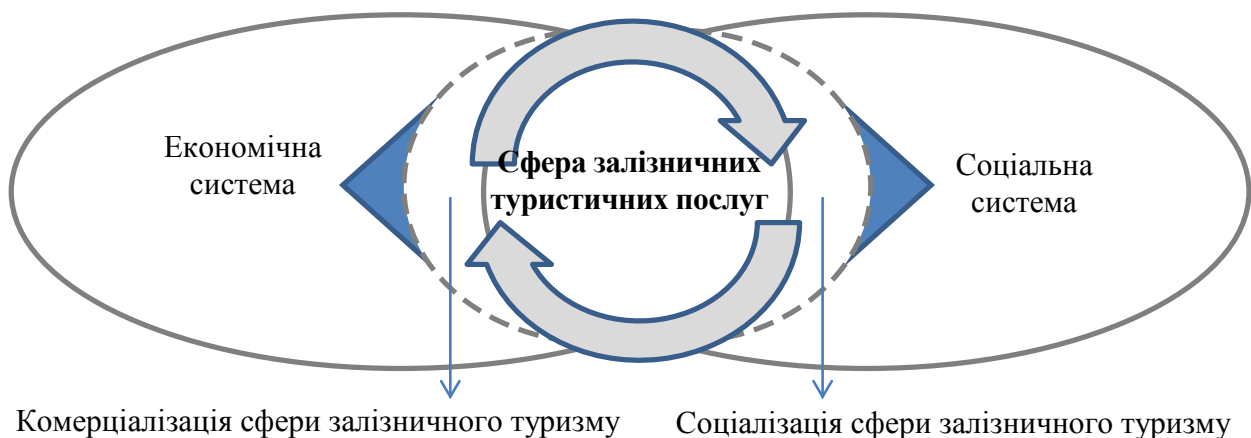 Економічна
система
Сфера залізничних
туристичних послуг
Соціальна
система
Комерціалізація сфери залізничного туризму
Соціалізація сфери залізничного туризму